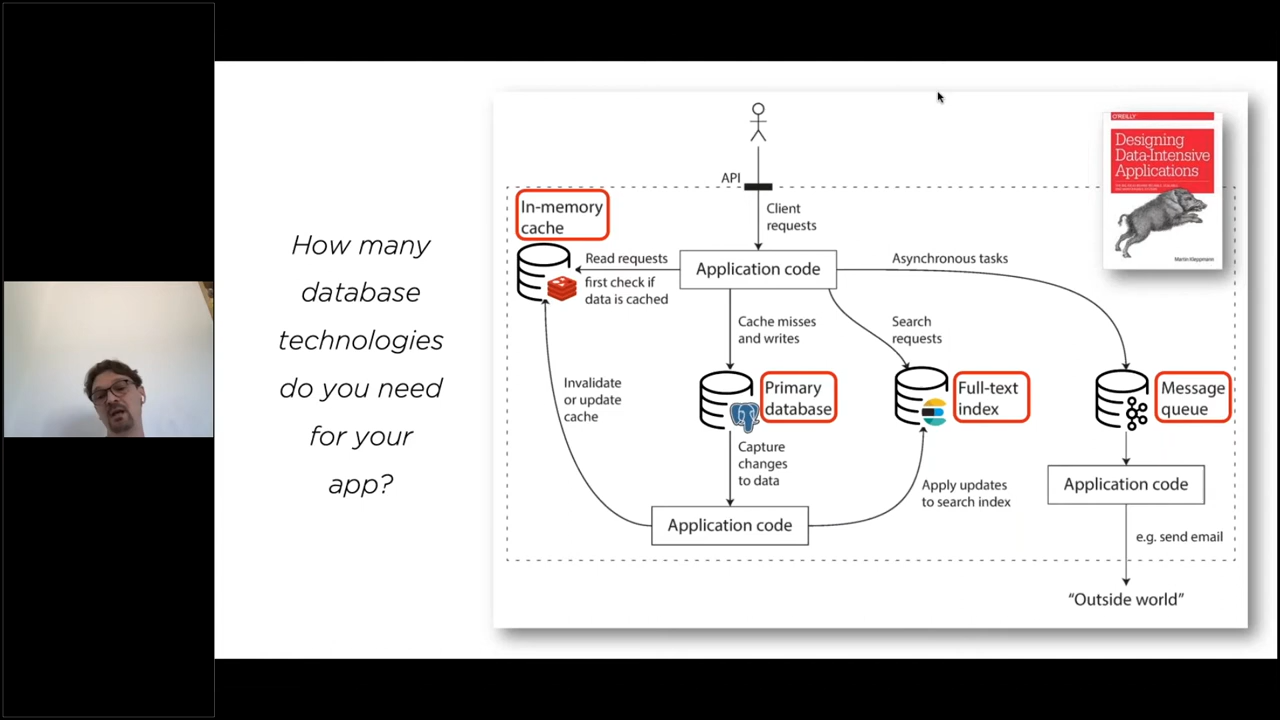 How many
database
technologies
do you need
for your
app?
API
Client
requests
In-memory
cache
Read requests
first check if
data is cached
Application code
Asynchronous tasks
Cache misses
and writes
Search
requests
Invalidate
or update
cache
Primary
database
Full-text
index
Message
queue
Capture
changes
to data
Apply updates
to search index
Application code
Application code
e.g. send email
“Outside world”
O'REILLY
Designing
Data-Intensive
Applications
Martin Kleppmann